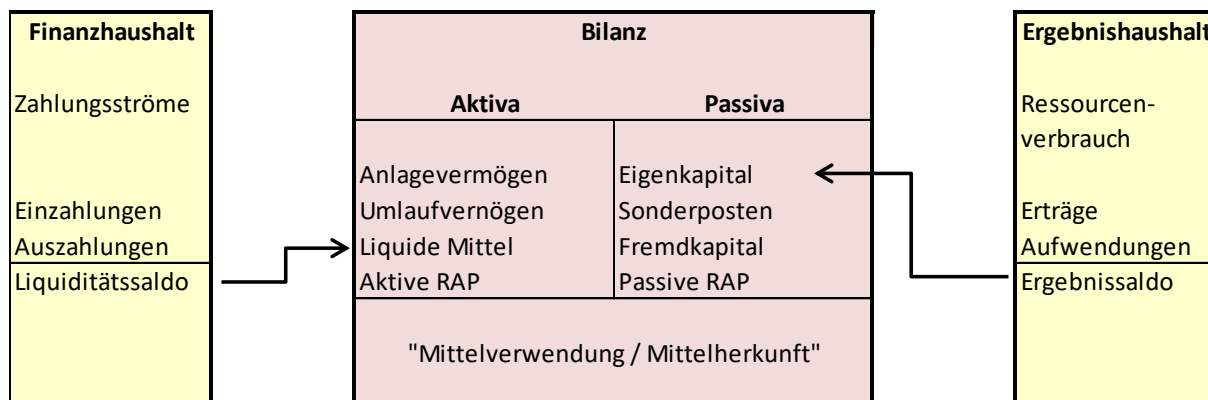 Finanzhaushalt
Zahlungsströme
Einzahlungen
Auszahlungen
Liquiditätssaldo
Bilanz
Aktiva
Passiva
Anlagevermögen
Eigenkapital
Umlaufvernögen
Sonderposten
Liquide Mittel
Fremdkapital
Aktive RAP
Passive RAP
"Mittelverwendung / Mittelherkunft"
Ergebnishaushalt
Ressourcen-
verbrauch
Erträge
Aufwendungen
Ergebnissaldo